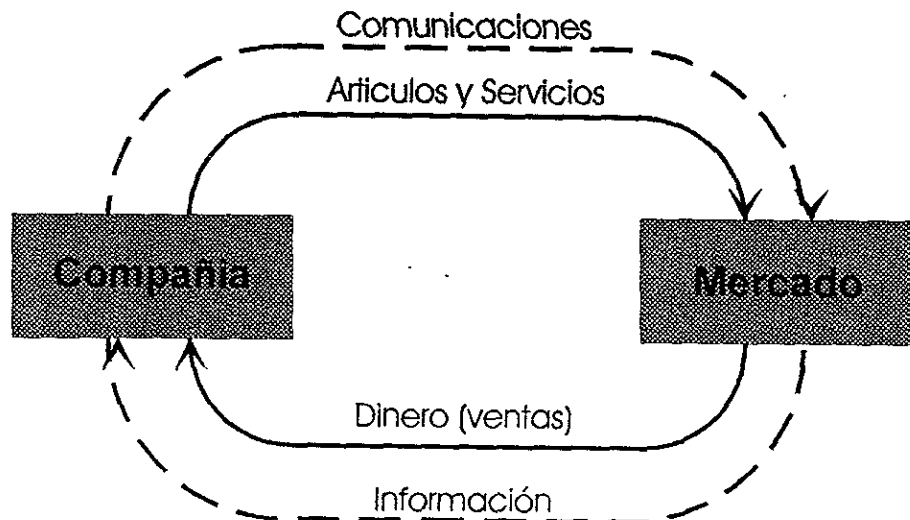 Comunicaciones
Articulos y Servicios
Compañia
Mercado
Dinero (ventas)
Información